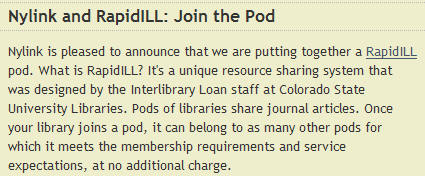 Nylink and RapidILL: Join the Pod
Nylink is pleased to announce that we are putting together a RapidILL
pod. What is RapidILL? It's a unique resource sharing system that
was designed by the Interlibrary Loan staff at Colorado State
University Libraries. Pods of libraries share journal articles. Once
your library joins a pod, it can belong to as many other pods for
which it meets the membership requirements and service
expectations, at no additional charge.